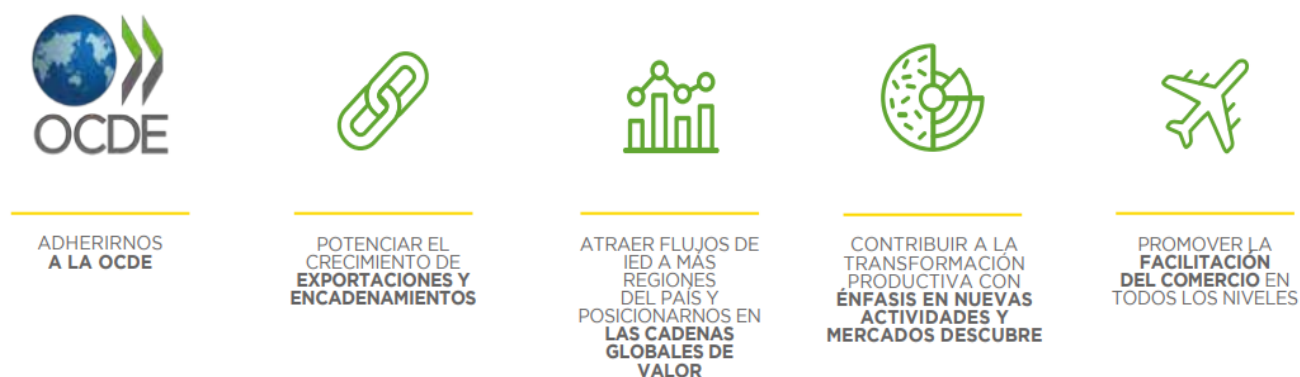 OCDE
ADHERIRNOS
A LA OCDE
POTENCIAR EL
CRECIMIENTO DE
EXPORTACIONES Y
ENCADENAMIENTOS
ATRAER FLUJOS DE
IED A MÁS
REGIONES
DEL PAÍS Y
POSICIONARNOS EN
LAS CADENAS
GLOBALES DE
VALOR
CONTRIBUIR A LA
TRANSFORMACIÓN
PRODUCTIVA CON
ÉNFASIS EN NUEVAS
ACTIVIDADES Y
MERCADOS DESCUBRE
PROMOVER LA
FACILITACIÓN
DEL COMERCIO EN
TODOS LOS NIVELES